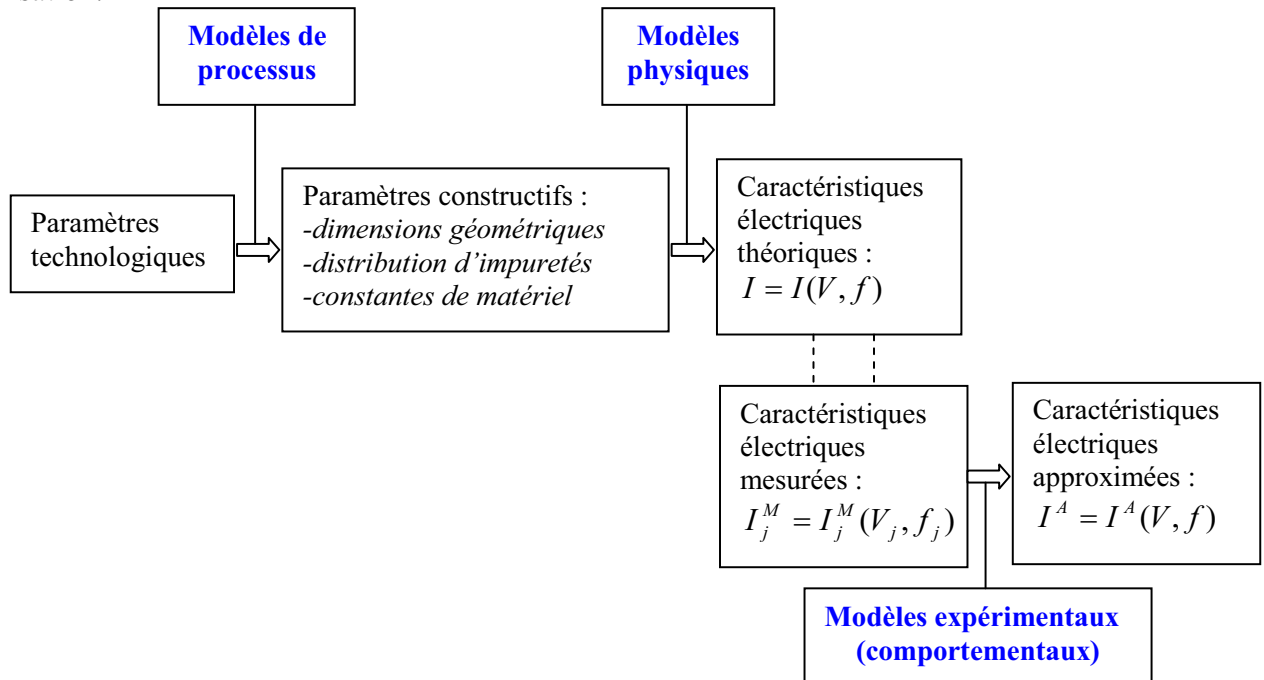 Modèles de
processus
Modèles
physiques
Paramètres
technologiques
Paramètres constructifs :
-dimensions géométriques
-distribution d’impuretés
-constantes de matériel
Caractéristiques
électriques
théoriques :
I = I(V, f)
Caractéristiques
électriques
mesurées :
I_j^M = I_j^M(V_j, f_j)
Caractéristiques
électriques
approximées :
I^A = I^A(V, f)
Modèles expérimentaux
(comportementaux)